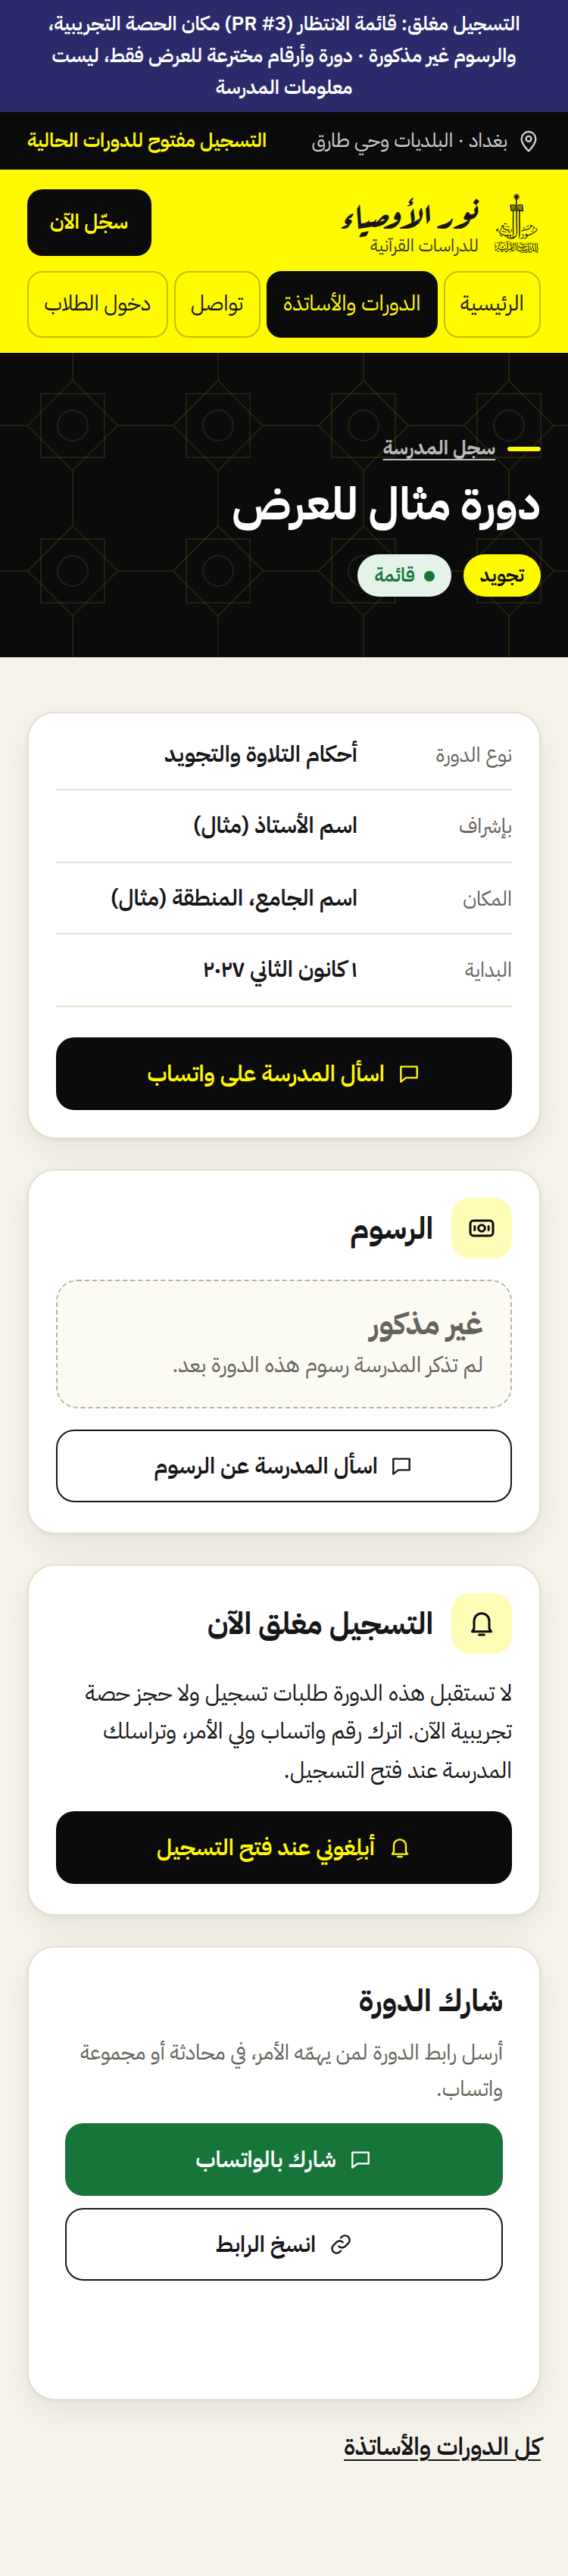 التسجيل مغلق: قائمة الانتظار (PR #3) مكان الحصة التجريبية،
والرسوم غير مذكورة · دورة وأرقام مخترعة للعرض فقط، ليست
معلومات المدرسة
بغداد · البلديات وحي طارق
التسجيل مفتوح للدورات الحالية
نور الأوصياء
للدراسات القرآنية
سجّل الآن
الرئيسية
الدورات والأساتذة
تواصل
دخول الطلاب
سجل المدرسة
دورة مثال للعرض
تجويد
قائمة
نوع الدورة
أحكام التلاوة والتجويد
بإشراف
اسم الأستاذ (مثال)
المكان
اسم الجامع، المنطقة (مثال)
البداية
١ كانون الثاني ٢٠٢٧
اسأل المدرسة على واتساب
الرسوم
غير مذكور
لم تذكر المدرسة رسوم هذه الدورة بعد.
اسأل المدرسة عن الرسوم
التسجيل مغلق الآن
لا تستقبل هذه الدورة طلبات تسجيل ولا حجز حصة
تجريبية الآن. اترك رقم واتساب ولي الأمر، وتراسلك
المدرسة عند فتح التسجيل.
أبلِغوني عند فتح التسجيل
شارك الدورة
أرسل رابط الدورة لمن يهمّه الأمر، في محادثة أو مجموعة
واتساب.
شارك بالواتساب
انسخ الرابط
كل الدورات والأساتذة